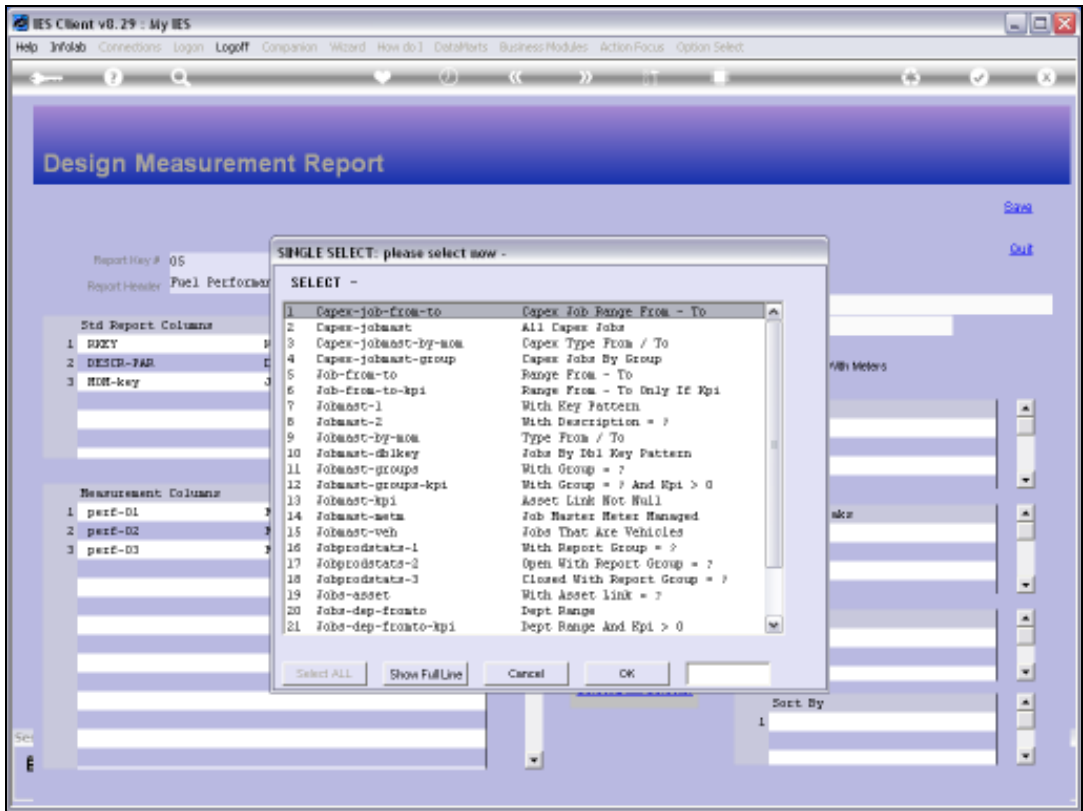 IES Client v8.29 : My IES
Help Infolab Connections Logon Logoff Companion Wizard How do I DataMarts Business Modules Action Focus Option Select
Design Measurement Report
Save
Quit
Report Key # 05
Report Header Fuel Performan
Std Report Columns
1 RKEY
2 DESCR-PAR D
3 MOM-key J
With Meters
Measurement Columns
1 perf-01
2 perf-02
3 perf-03
SINGLE SELECT: please select now -
SELECT -
1 Capex-job-from-to Capex Job Range From - To
2 Capex-jobmast All Capex Jobs
3 Capex-jobmast-by-mom Capex Type From / To
4 Capex-jobmast-group Capex Jobs By Group
5 Job-from-to Range From - To
6 Job-from-to-kpi Range From - To Only If Kpi
7 Jobmast-1 With Key Pattern
8 Jobmast-2 With Description = ?
9 Jobmast-by-mom Type From / To
10 Jobmast-dblkey Jobs By Dbl Key Pattern
11 Jobmast-groups With Group = ?
12 Jobmast-groups-kpi With Group = ? And Kpi > 0
13 Jobmast-kpi Asset Link Not Null
14 Jobmast-metm Job Master Meter Managed
15 Jobmast-veh Jobs That Are Vehicles
16 Jobprodstats-1 With Report Group = ?
17 Jobprodstats-2 Open With Report Group = ?
18 Jobprodstats-3 Closed With Report Group = ?
19 Jobs-asset With Asset Link = ?
20 Jobs-dep-fromto Dept Range
21 Jobs-dep-fromto-kpi Dept Range And Kpi > 0
Select ALL Show Full Line Cancel OK
Sort By
1